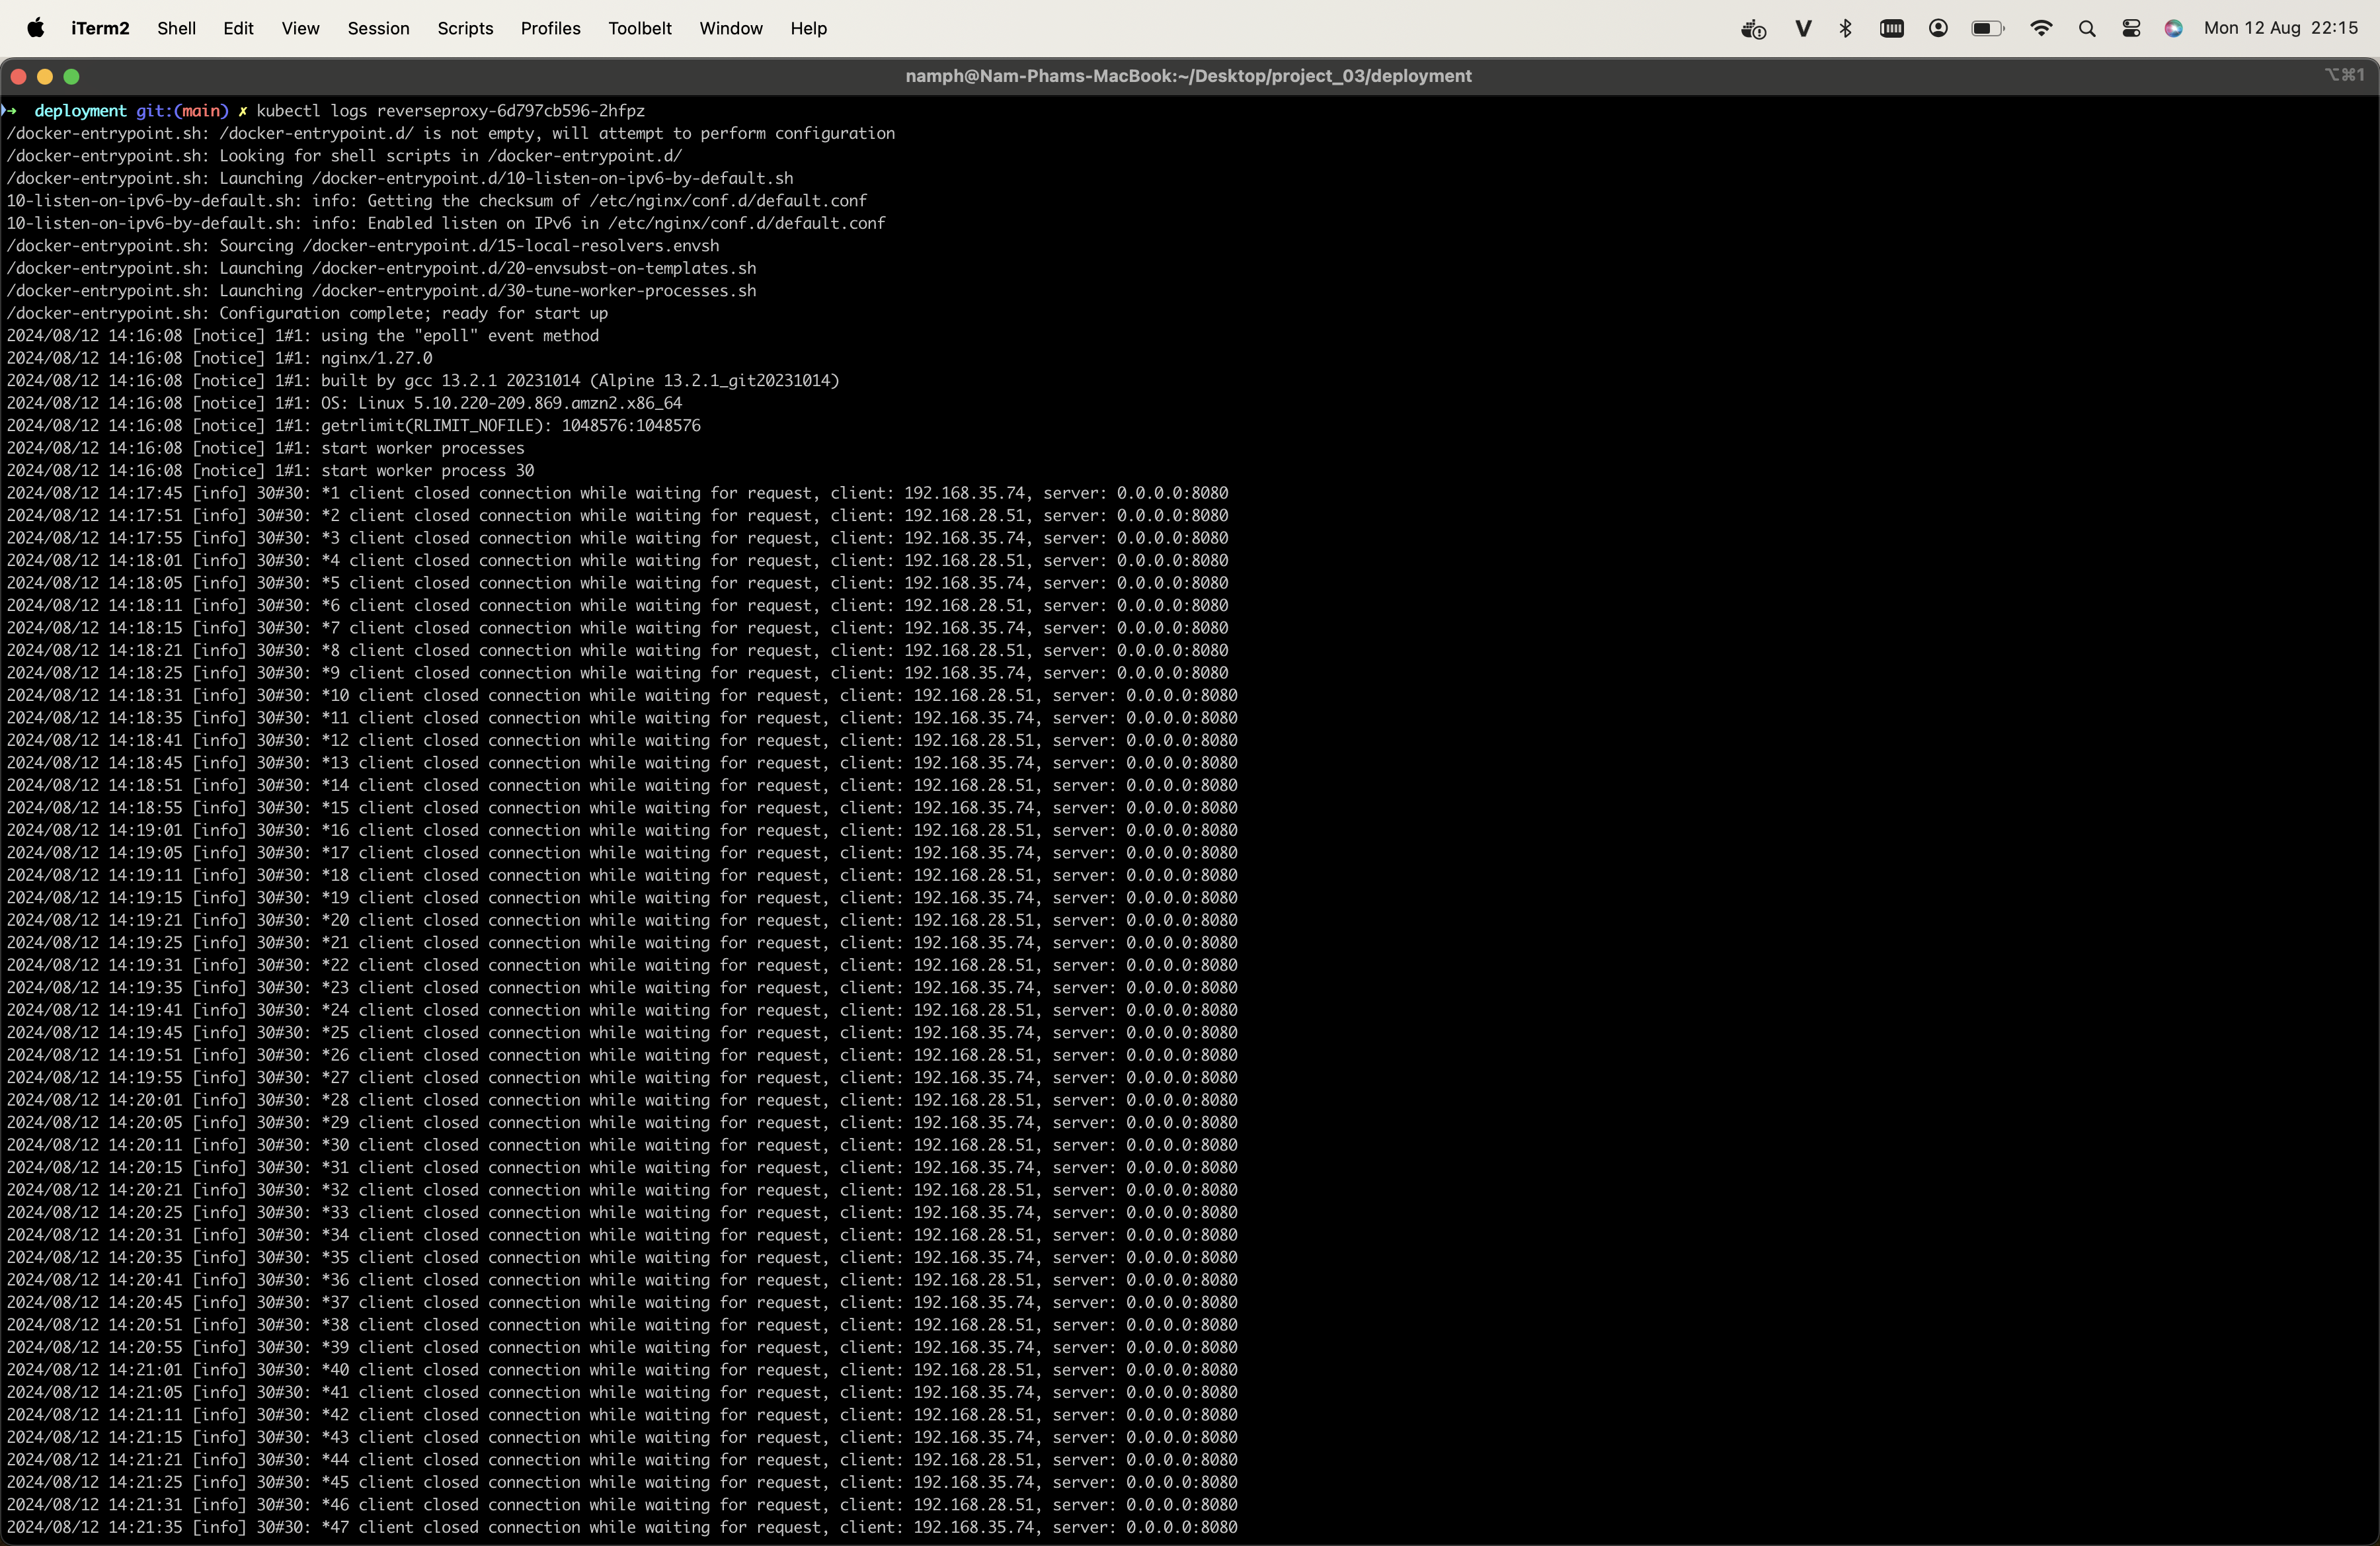 iTerm2 Shell Edit View Session Scripts Profiles Toolbelt Window Help Mon 12 Aug 22:15
namph@Nam-Phams-MacBook:~/Desktop/project_03/deployment ⌥⌘1
➜ deployment git:(main) ✗ kubectl logs reverseproxy-6d797cb596-2hfpz
/docker-entrypoint.sh: /docker-entrypoint.d/ is not empty, will attempt to perform configuration
/docker-entrypoint.sh: Looking for shell scripts in /docker-entrypoint.d/
/docker-entrypoint.sh: Launching /docker-entrypoint.d/10-listen-on-ipv6-by-default.sh
10-listen-on-ipv6-by-default.sh: info: Getting the checksum of /etc/nginx/conf.d/default.conf
10-listen-on-ipv6-by-default.sh: info: Enabled listen on IPv6 in /etc/nginx/conf.d/default.conf
/docker-entrypoint.sh: Sourcing /docker-entrypoint.d/15-local-resolvers.envsh
/docker-entrypoint.sh: Launching /docker-entrypoint.d/20-envsubst-on-templates.sh
/docker-entrypoint.sh: Launching /docker-entrypoint.d/30-tune-worker-processes.sh
/docker-entrypoint.sh: Configuration complete; ready for start up
2024/08/12 14:16:08 [notice] 1#1: using the "epoll" event method
2024/08/12 14:16:08 [notice] 1#1: nginx/1.27.0
2024/08/12 14:16:08 [notice] 1#1: built by gcc 13.2.1 20231014 (Alpine 13.2.1_git20231014)
2024/08/12 14:16:08 [notice] 1#1: OS: Linux 5.10.220-209.869.amzn2.x86_64
2024/08/12 14:16:08 [notice] 1#1: getrlimit(RLIMIT_NOFILE): 1048576:1048576
2024/08/12 14:16:08 [notice] 1#1: start worker processes
2024/08/12 14:16:08 [notice] 1#1: start worker process 30
2024/08/12 14:17:45 [info] 30#30: *1 client closed connection while waiting for request, client: 192.168.35.74, server: 0.0.0.0:8080
2024/08/12 14:17:51 [info] 30#30: *2 client closed connection while waiting for request, client: 192.168.28.51, server: 0.0.0.0:8080
2024/08/12 14:17:55 [info] 30#30: *3 client closed connection while waiting for request, client: 192.168.35.74, server: 0.0.0.0:8080
2024/08/12 14:18:01 [info] 30#30: *4 client closed connection while waiting for request, client: 192.168.28.51, server: 0.0.0.0:8080
2024/08/12 14:18:05 [info] 30#30: *5 client closed connection while waiting for request, client: 192.168.35.74, server: 0.0.0.0:8080
2024/08/12 14:18:11 [info] 30#30: *6 client closed connection while waiting for request, client: 192.168.28.51, server: 0.0.0.0:8080
2024/08/12 14:18:15 [info] 30#30: *7 client closed connection while waiting for request, client: 192.168.35.74, server: 0.0.0.0:8080
2024/08/12 14:18:21 [info] 30#30: *8 client closed connection while waiting for request, client: 192.168.28.51, server: 0.0.0.0:8080
2024/08/12 14:18:25 [info] 30#30: *9 client closed connection while waiting for request, client: 192.168.35.74, server: 0.0.0.0:8080
2024/08/12 14:18:31 [info] 30#30: *10 client closed connection while waiting for request, client: 192.168.28.51, server: 0.0.0.0:8080
2024/08/12 14:18:35 [info] 30#30: *11 client closed connection while waiting for request, client: 192.168.35.74, server: 0.0.0.0:8080
2024/08/12 14:18:41 [info] 30#30: *12 client closed connection while waiting for request, client: 192.168.28.51, server: 0.0.0.0:8080
2024/08/12 14:18:45 [info] 30#30: *13 client closed connection while waiting for request, client: 192.168.35.74, server: 0.0.0.0:8080
2024/08/12 14:18:51 [info] 30#30: *14 client closed connection while waiting for request, client: 192.168.28.51, server: 0.0.0.0:8080
2024/08/12 14:18:55 [info] 30#30: *15 client closed connection while waiting for request, client: 192.168.35.74, server: 0.0.0.0:8080
2024/08/12 14:19:01 [info] 30#30: *16 client closed connection while waiting for request, client: 192.168.28.51, server: 0.0.0.0:8080
2024/08/12 14:19:05 [info] 30#30: *17 client closed connection while waiting for request, client: 192.168.35.74, server: 0.0.0.0:8080
2024/08/12 14:19:11 [info] 30#30: *18 client closed connection while waiting for request, client: 192.168.28.51, server: 0.0.0.0:8080
2024/08/12 14:19:15 [info] 30#30: *19 client closed connection while waiting for request, client: 192.168.35.74, server: 0.0.0.0:8080
2024/08/12 14:19:21 [info] 30#30: *20 client closed connection while waiting for request, client: 192.168.28.51, server: 0.0.0.0:8080
2024/08/12 14:19:25 [info] 30#30: *21 client closed connection while waiting for request, client: 192.168.35.74, server: 0.0.0.0:8080
2024/08/12 14:19:31 [info] 30#30: *22 client closed connection while waiting for request, client: 192.168.28.51, server: 0.0.0.0:8080
2024/08/12 14:19:35 [info] 30#30: *23 client closed connection while waiting for request, client: 192.168.35.74, server: 0.0.0.0:8080
2024/08/12 14:19:41 [info] 30#30: *24 client closed connection while waiting for request, client: 192.168.28.51, server: 0.0.0.0:8080
2024/08/12 14:19:45 [info] 30#30: *25 client closed connection while waiting for request, client: 192.168.35.74, server: 0.0.0.0:8080
2024/08/12 14:19:51 [info] 30#30: *26 client closed connection while waiting for request, client: 192.168.28.51, server: 0.0.0.0:8080
2024/08/12 14:19:55 [info] 30#30: *27 client closed connection while waiting for request, client: 192.168.35.74, server: 0.0.0.0:8080
2024/08/12 14:20:01 [info] 30#30: *28 client closed connection while waiting for request, client: 192.168.28.51, server: 0.0.0.0:8080
2024/08/12 14:20:05 [info] 30#30: *29 client closed connection while waiting for request, client: 192.168.35.74, server: 0.0.0.0:8080
2024/08/12 14:20:11 [info] 30#30: *30 client closed connection while waiting for request, client: 192.168.28.51, server: 0.0.0.0:8080
2024/08/12 14:20:15 [info] 30#30: *31 client closed connection while waiting for request, client: 192.168.35.74, server: 0.0.0.0:8080
2024/08/12 14:20:21 [info] 30#30: *32 client closed connection while waiting for request, client: 192.168.28.51, server: 0.0.0.0:8080
2024/08/12 14:20:25 [info] 30#30: *33 client closed connection while waiting for request, client: 192.168.35.74, server: 0.0.0.0:8080
2024/08/12 14:20:31 [info] 30#30: *34 client closed connection while waiting for request, client: 192.168.28.51, server: 0.0.0.0:8080
2024/08/12 14:20:35 [info] 30#30: *35 client closed connection while waiting for request, client: 192.168.35.74, server: 0.0.0.0:8080
2024/08/12 14:20:41 [info] 30#30: *36 client closed connection while waiting for request, client: 192.168.28.51, server: 0.0.0.0:8080
2024/08/12 14:20:45 [info] 30#30: *37 client closed connection while waiting for request, client: 192.168.35.74, server: 0.0.0.0:8080
2024/08/12 14:20:51 [info] 30#30: *38 client closed connection while waiting for request, client: 192.168.28.51, server: 0.0.0.0:8080
2024/08/12 14:20:55 [info] 30#30: *39 client closed connection while waiting for request, client: 192.168.35.74, server: 0.0.0.0:8080
2024/08/12 14:21:01 [info] 30#30: *40 client closed connection while waiting for request, client: 192.168.28.51, server: 0.0.0.0:8080
2024/08/12 14:21:05 [info] 30#30: *41 client closed connection while waiting for request, client: 192.168.35.74, server: 0.0.0.0:8080
2024/08/12 14:21:11 [info] 30#30: *42 client closed connection while waiting for request, client: 192.168.28.51, server: 0.0.0.0:8080
2024/08/12 14:21:15 [info] 30#30: *43 client closed connection while waiting for request, client: 192.168.35.74, server: 0.0.0.0:8080
2024/08/12 14:21:21 [info] 30#30: *44 client closed connection while waiting for request, client: 192.168.28.51, server: 0.0.0.0:8080
2024/08/12 14:21:25 [info] 30#30: *45 client closed connection while waiting for request, client: 192.168.35.74, server: 0.0.0.0:8080
2024/08/12 14:21:31 [info] 30#30: *46 client closed connection while waiting for request, client: 192.168.28.51, server: 0.0.0.0:8080
2024/08/12 14:21:35 [info] 30#30: *47 client closed connection while waiting for request, client: 192.168.35.74, server: 0.0.0.0:8080